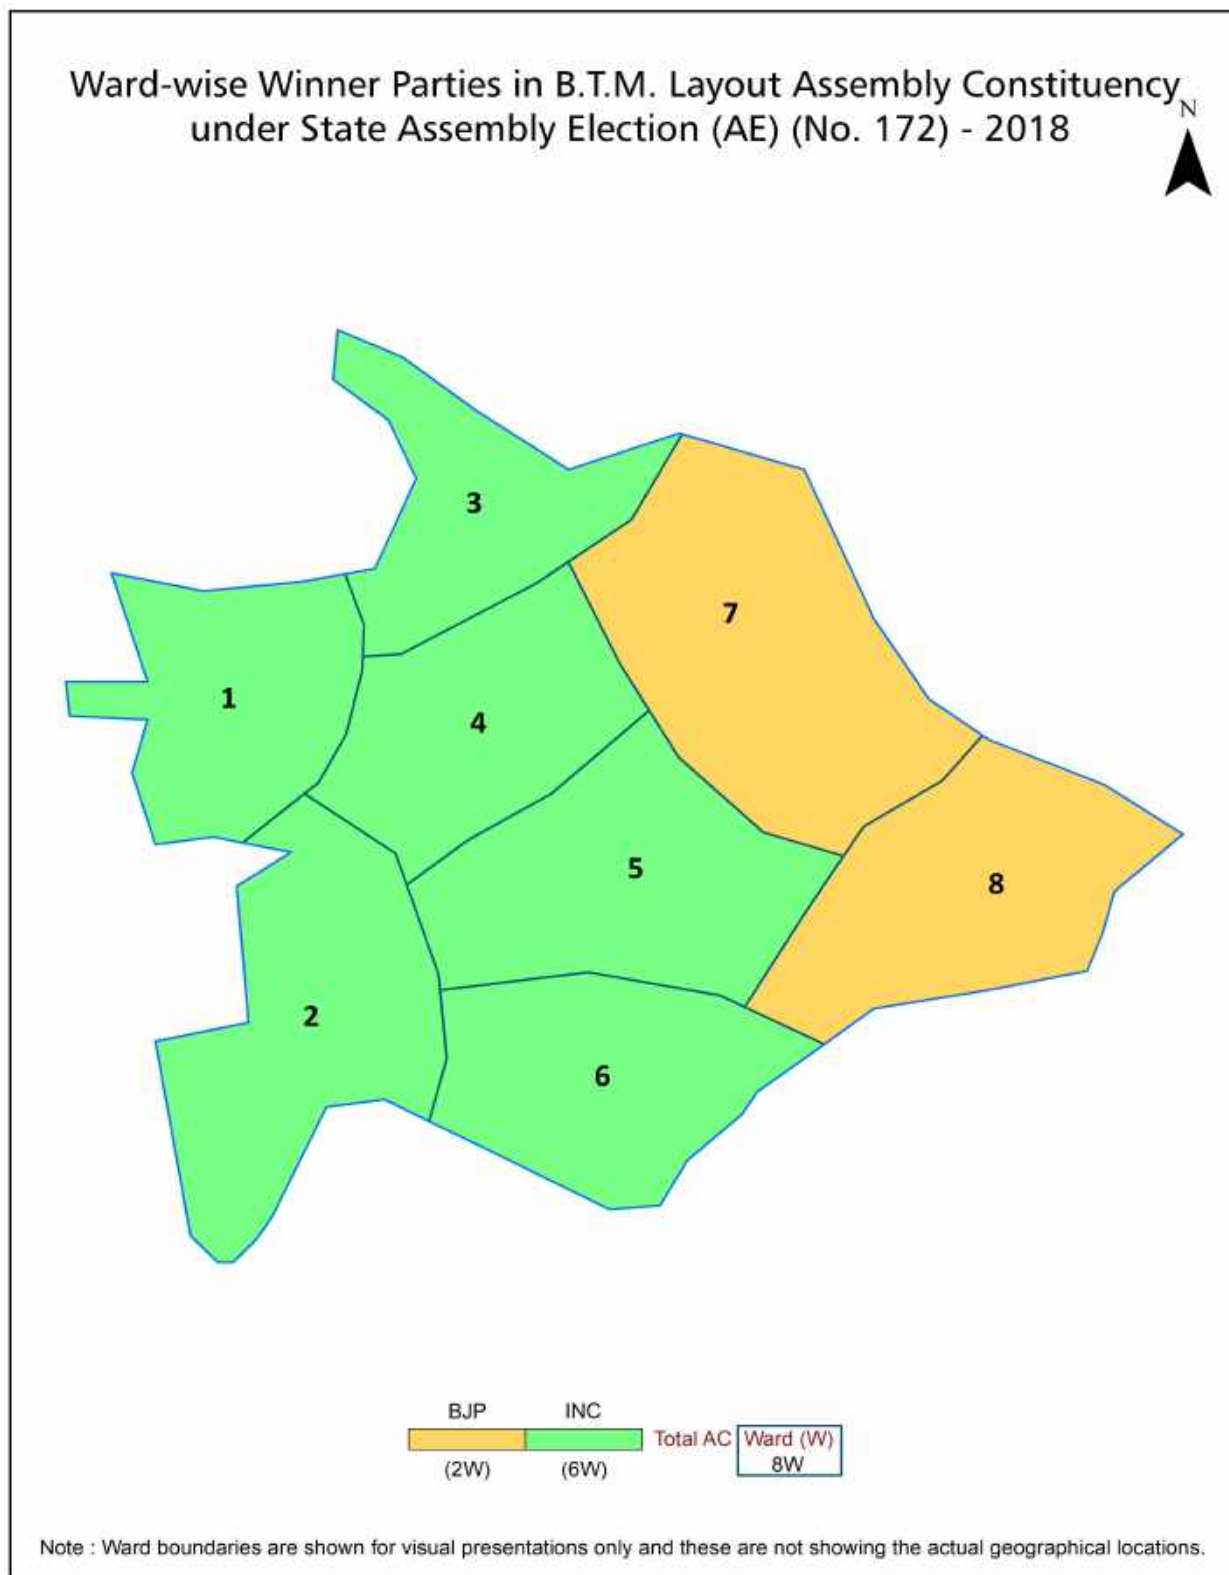 Ward-wise Winner Parties in B.T.M. Layout Assembly Constituency
under State Assembly Election (AE) (No. 172) - 2018
N
3
7
1
4
5
8
2
6
BJP INC
Total AC Ward (W)
(2W) (6W) 8W
Note : Ward boundaries are shown for visual presentations only and these are not showing the actual geographical locations.